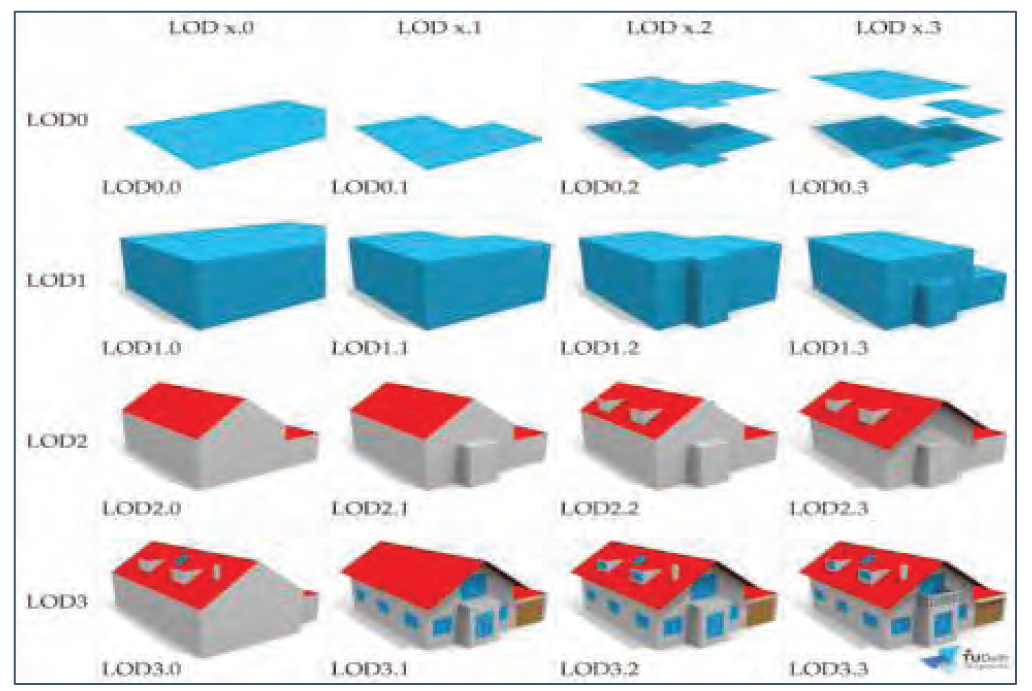 LOD x.0 LOD x.1 LOD x.2 LOD x.3
LOD0
LOD0.0 LOD0.1 LOD0.2 LOD0.3
LOD1
LOD1.0 LOD1.1 LOD1.2 LOD1.3
LOD2
LOD2.0 LOD2.1 LOD2.2 LOD2.3
LOD3
LOD3.0 LOD3.1 LOD3.2 LOD3.3
TUDelft